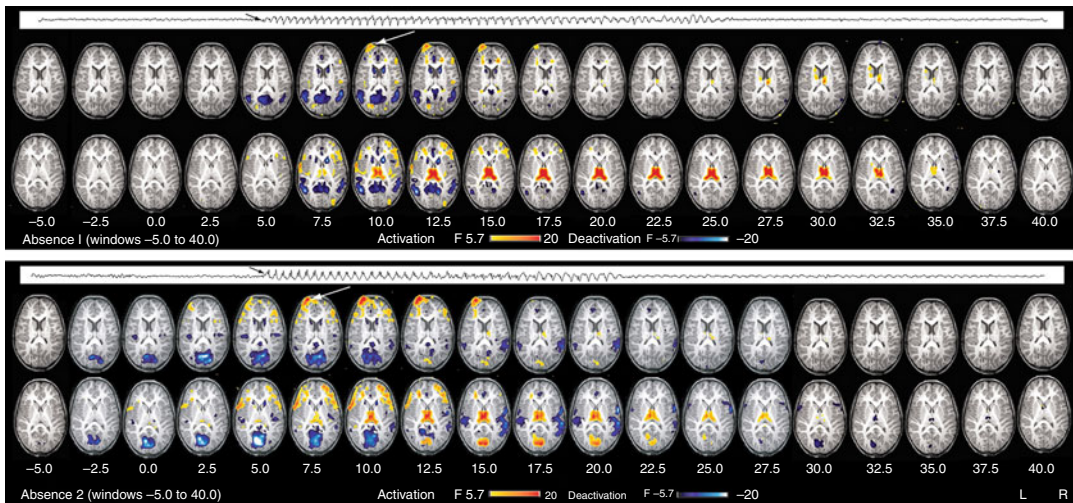 −5.0 −2.5 0.0 2.5 5.0 7.5 10.0 12.5 15.0 17.5 20.0 22.5 25.0 27.5 30.0 32.5 35.0 37.5 40.0
Absence I (windows −5.0 to 40.0) Activation F 5.7 20 Deactivation F −5.7 −20
−5.0 −2.5 0.0 2.5 5.0 7.5 10.0 12.5 15.0 17.5 20.0 22.5 25.0 27.5 30.0 32.5 35.0 37.5 40.0
Absence 2 (windows −5.0 to 40.0) Activation F 5.7 20 Deactivation F −5.7 −20 L R